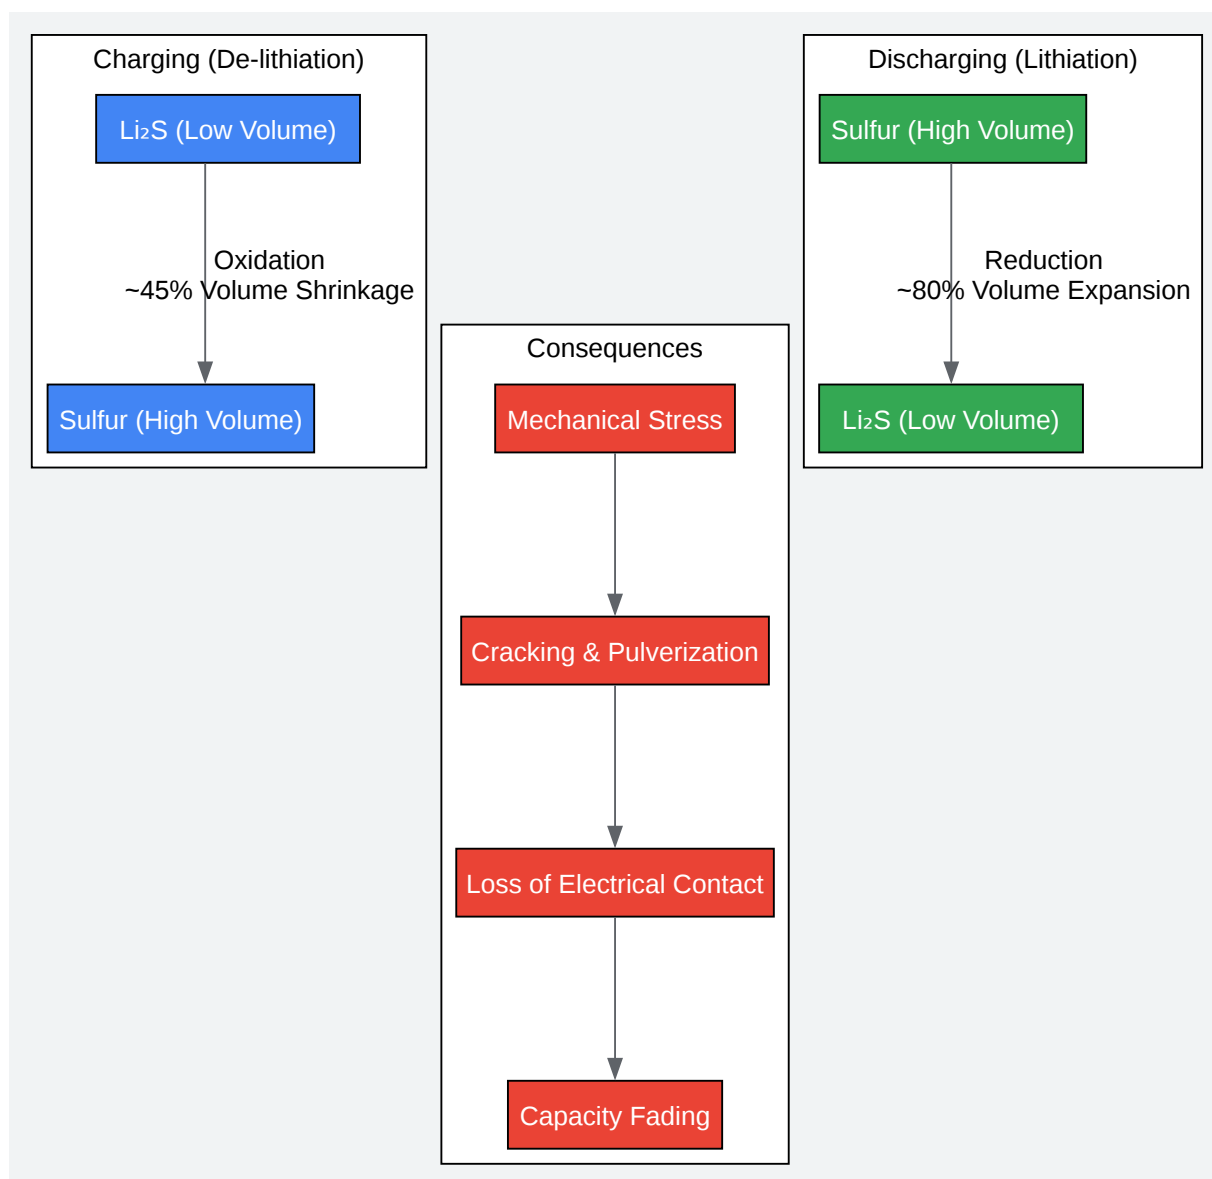 Charging (De-lithiation)
Li₂S (Low Volume)
Oxidation
~45% Volume Shrinkage
Sulfur (High Volume)
Discharging (Lithiation)
Sulfur (High Volume)
Reduction
~80% Volume Expansion
Li₂S (Low Volume)
Consequences
Mechanical Stress
Cracking & Pulverization
Loss of Electrical Contact
Capacity Fading